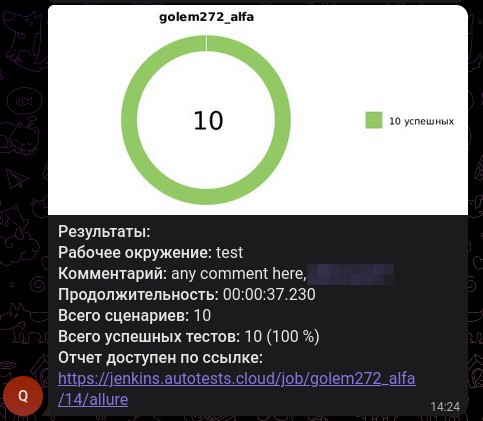 golem272_alfa
10
10 успешных
Результаты:
Рабочее окружение: test
Комментарий: any comment here,
Продолжительность: 00:00:37.230
Всего сценариев: 10
Всего успешных тестов: 10 (100 %)
Отчет доступен по ссылке:
https://jenkins.autotests.cloud/job/golem272_alfa
/14/allure
Q
14:24